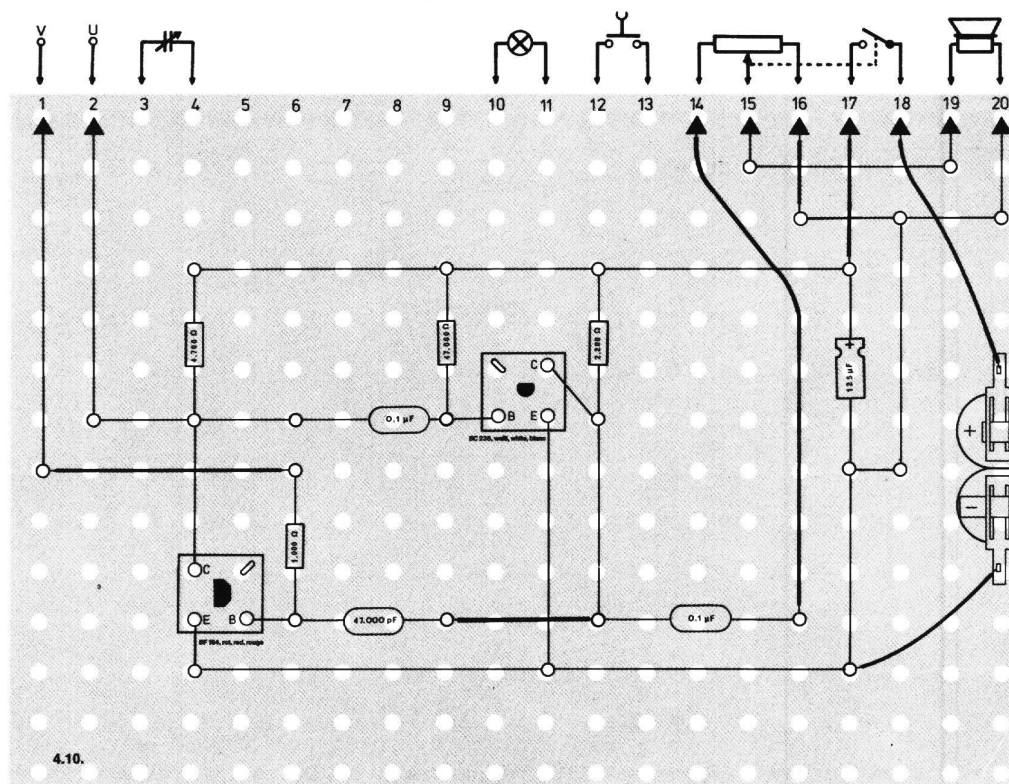 V U
1 2 3 4 5 6 7 8 9 10 11 12 13 14 15 16 17 18 19 20
4.700 Ω
47.000 Ω
2.200 Ω
+
12.5 µF
C
B E
0.1 µF
BC 238, weiß, white, blanc
+
−
1.000 Ω
C
E B
47.000 pF
0.1 µF
BF 194, rot, red, rouge
4.10.